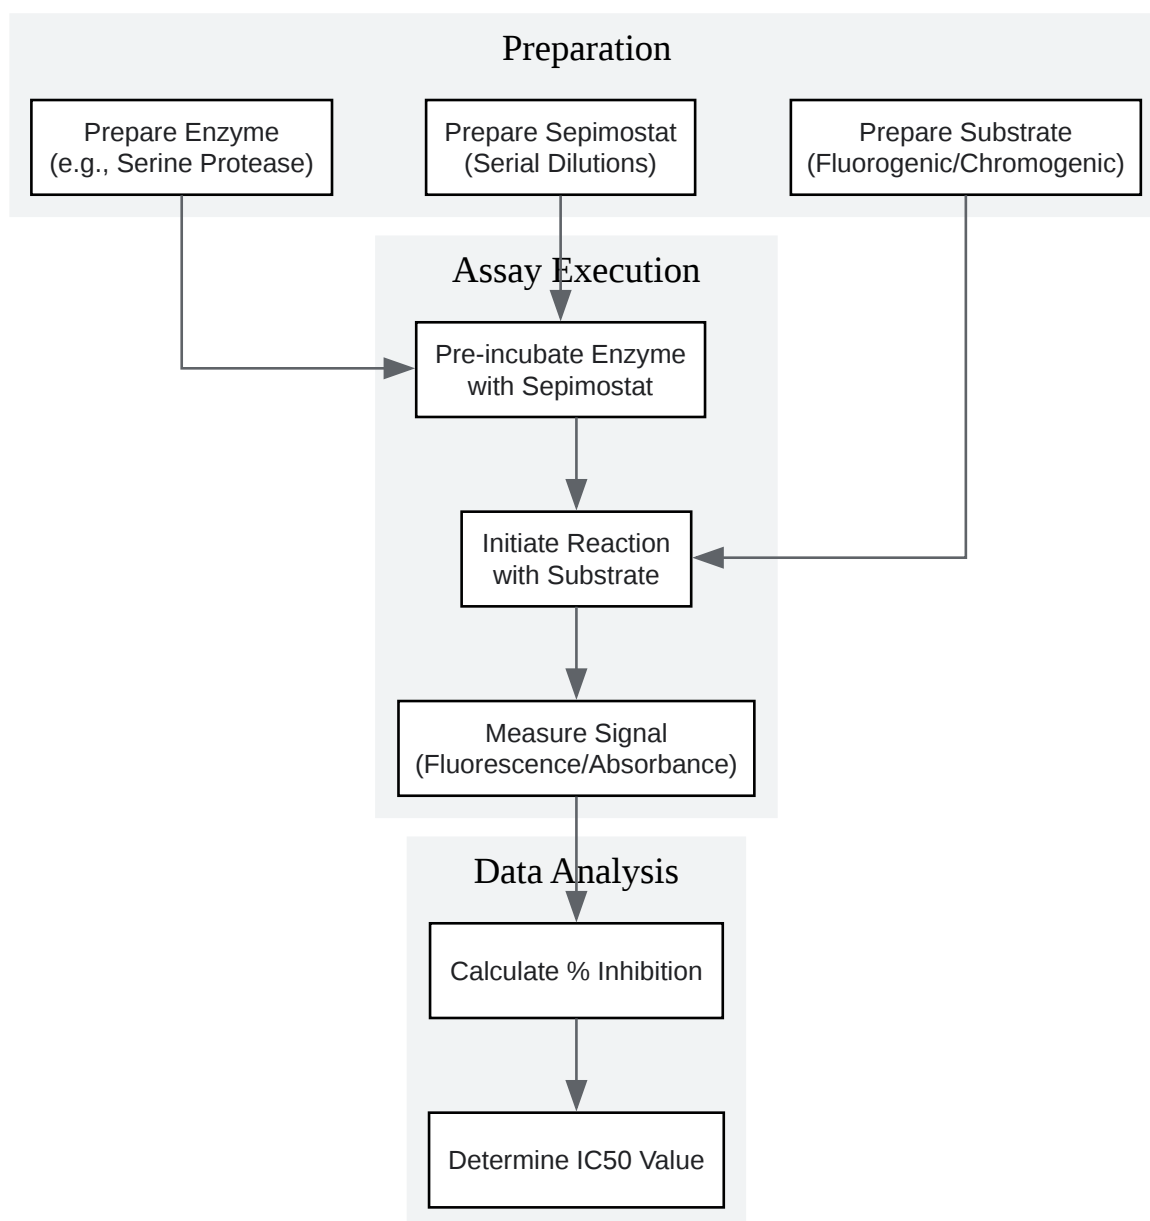 Preparation
Prepare Enzyme
(e.g., Serine Protease)
Prepare Sepimostat
(Serial Dilutions)
Prepare Substrate
(Fluorogenic/Chromogenic)
Assay Execution
Pre-incubate Enzyme
with Sepimostat
Initiate Reaction
with Substrate
Measure Signal
(Fluorescence/Absorbance)
Data Analysis
Calculate % Inhibition
Determine IC50 Value